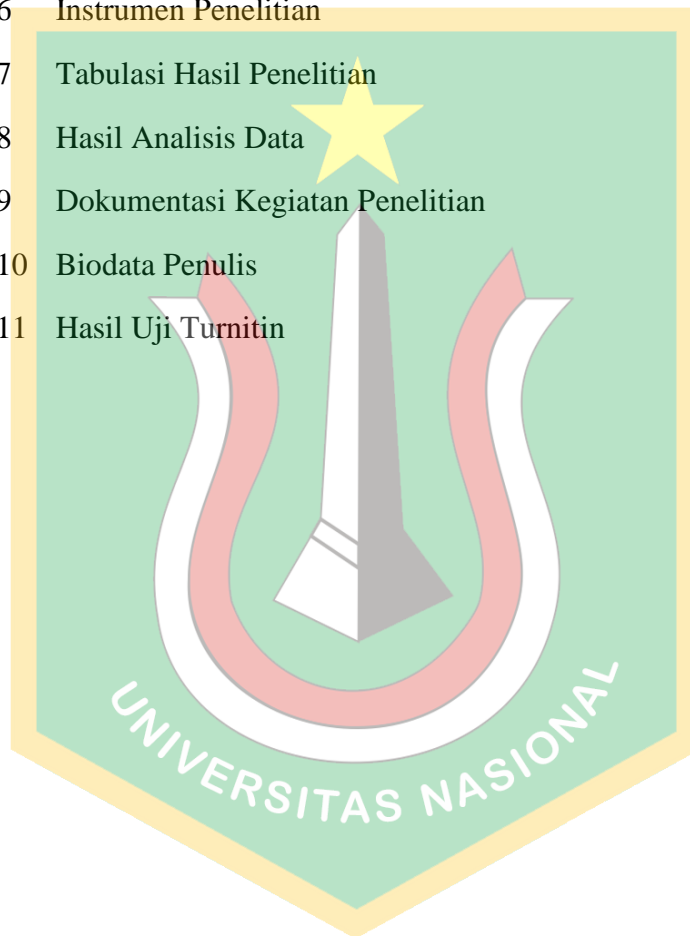 6 Instrumen Penelitian
7 Tabulasi Hasil Penelitian
8 Hasil Analisis Data
9 Dokumentasi Kegiatan Penelitian
10 Biodata Penulis
11 Hasil Uji Turnitin
UNIVERSITAS NASIONAL